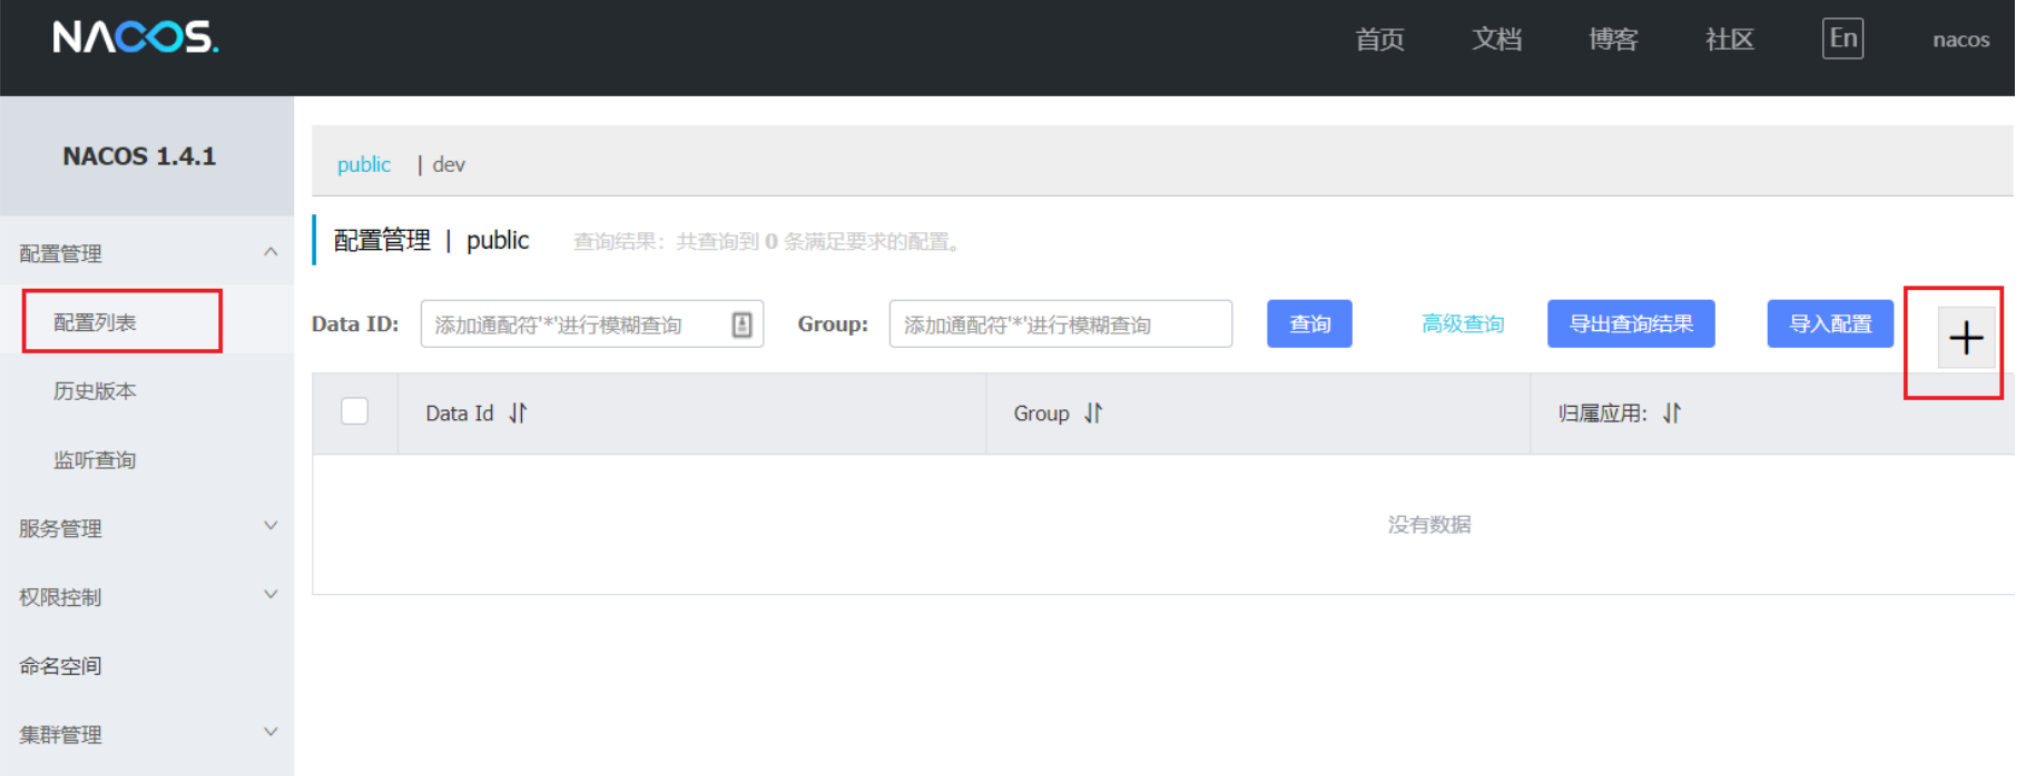 NACOS.
首页 文档 博客 社区 En nacos
NACOS 1.4.1
public | dev
配置管理
配置管理 | public 查询结果：共查询到 0 条满足要求的配置。
配置列表
Data ID: 添加通配符'*'进行模糊查询 Group: 添加通配符'*'进行模糊查询 查询 高级查询 导出查询结果 导入配置 +
历史版本
Data Id Group 归属应用:
监听查询
服务管理
没有数据
权限控制
命名空间
集群管理